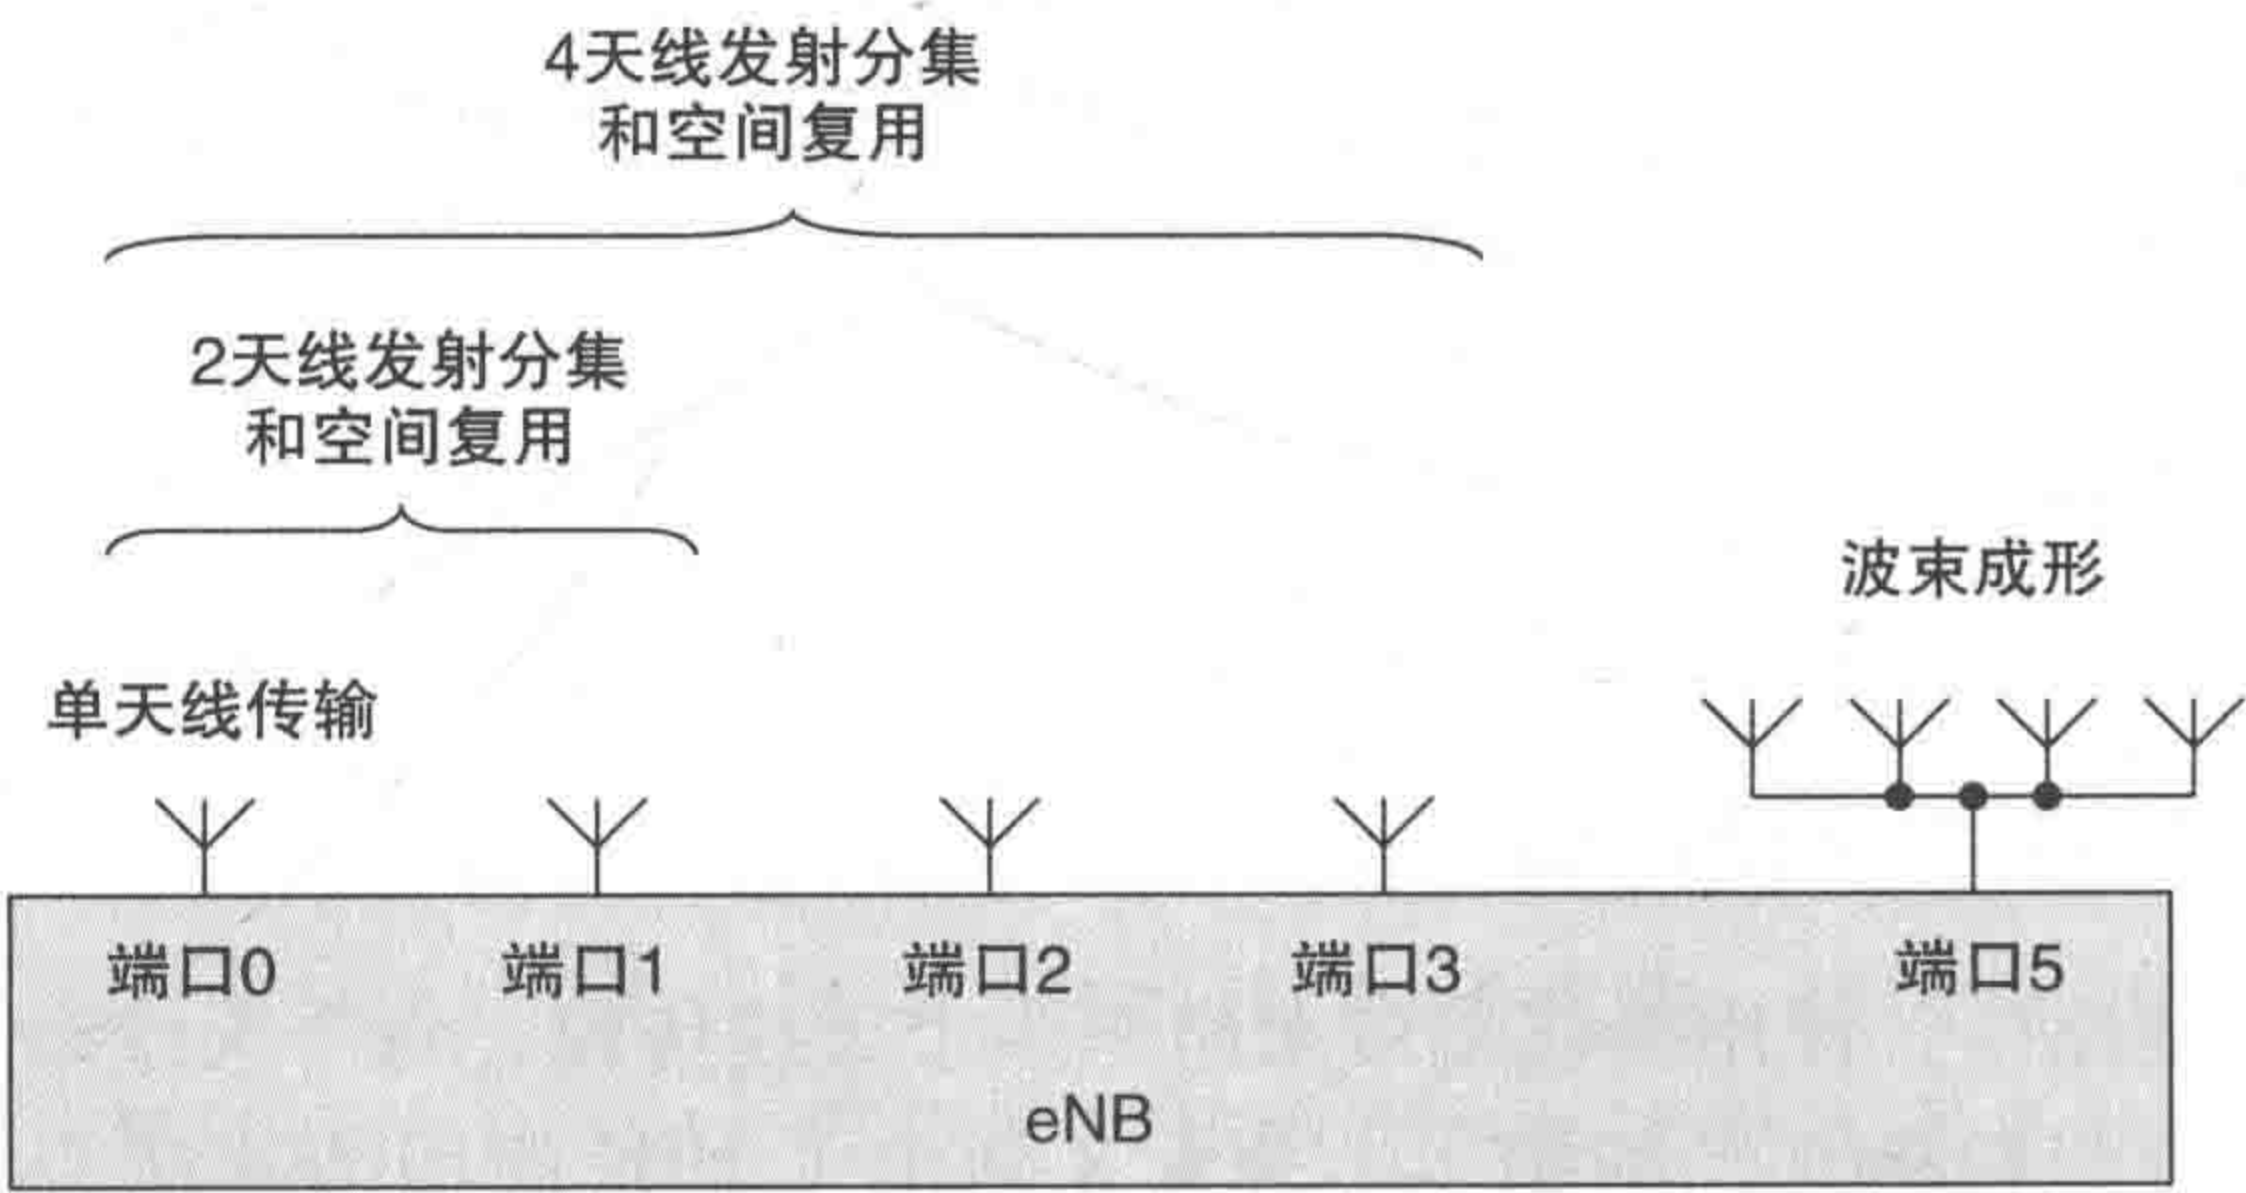 4天线发射分集
和空间复用
2天线发射分集
和空间复用
波束成形
单天线传输
端口0 端口1 端口2 端口3 端口5
eNB